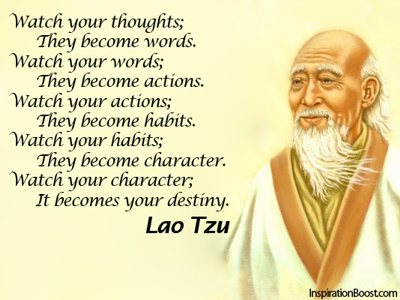 Watch your thoughts;
They become words.
Watch your words;
They become actions.
Watch your actions;
They become habits.
Watch your habits;
They become character.
Watch your character;
It becomes your destiny.
Lao Tzu
InspirationBoost.com